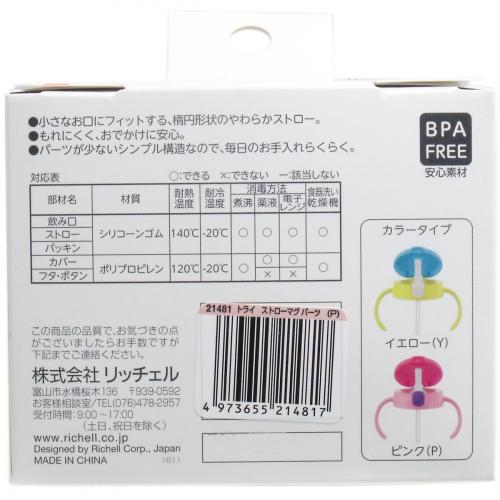 ●小さなお口にフィットする、楕円形状のやわらかストロー。
●もれにくく、おでかけに安心。
●パーツが少ないシンプル構造なので、毎日のお手入れらくらく。
BPA
FREE
安心素材
対応表
○:できる ×:できない ー:該当しない
部材名 材質 耐熱温度 耐冷温度 消毒方法 食器洗い乾燥機
煮沸 薬液 電子レンジ
飲み口
ストロー シリコーンゴム 140℃ -20℃ ○ ○ ○ ○
パッキン
カバー ポリプロピレン 120℃ -20℃ ○ ○ ○ ○
フタ・ボタン × ×
カラータイプ
イエロー(Y)
ピンク(P)
この商品の品質で、お気づきの点
がございましたらお手数ですが
下記までご連絡ください。
株式会社 リッチェル
富山市水橋桜木136 〒939-0592
お客様相談室/TEL(076)478-2957
受付時間:9:00~17:00
(土日、祝日を除く)
www.richell.co.jp
Designed by Richell Corp., Japan
MADE IN CHINA 1611
21481 トライ ストローマグ パーツ (P)
4 973655 214817